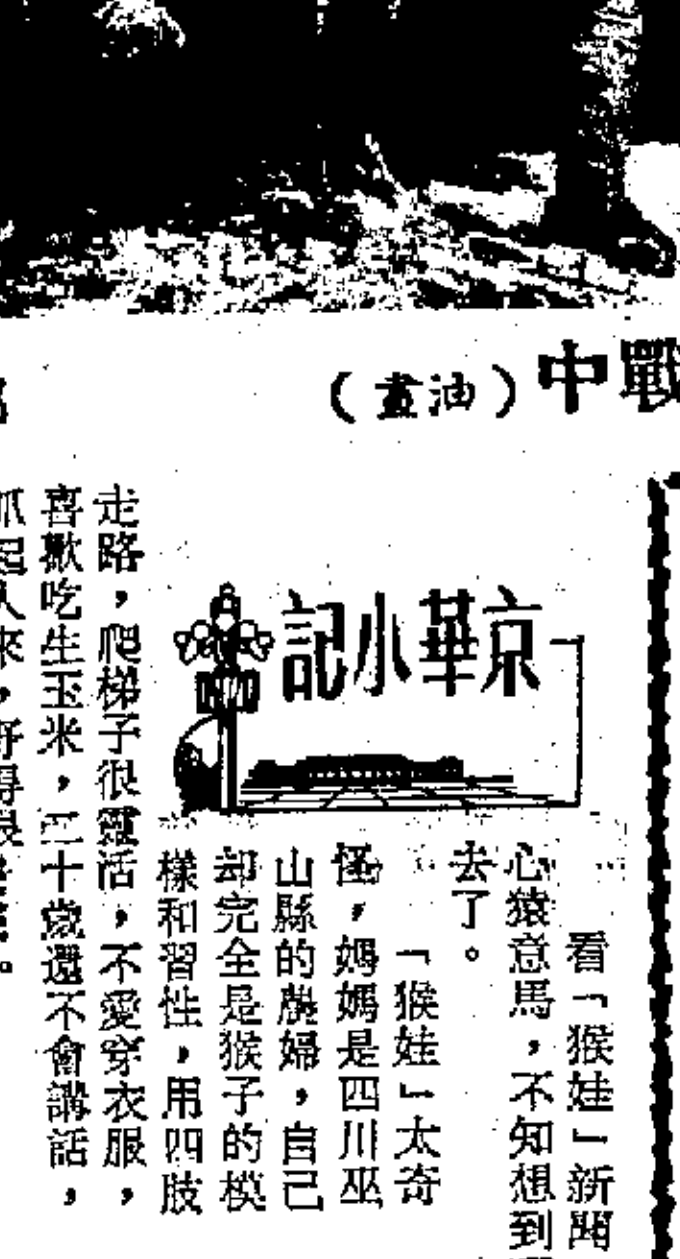 戰中（油畫）
京華小記
看「猴娃」新聞
心猿意馬，不知想到
去了。
「猴娃」太奇
怪，媽媽是四川巫
山縣的農婦，自己
却完全是猴子的模
樣和習性，用四肢
走路，爬梯子很靈活，不愛穿衣服，
喜歡吃生玉米，十歲還不會講話，
起人來，